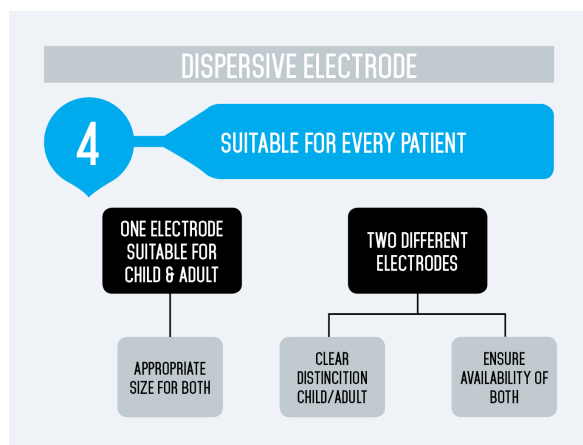 DISPERSIVE ELECTRODE
4
SUITABLE FOR EVERY PATIENT
ONE ELECTRODE
SUITABLE FOR
CHILD & ADULT
TWO DIFFERENT
ELECTRODES
APPROPRIATE
SIZE FOR BOTH
CLEAR
DISTINCITION
CHILD/ADULT
ENSURE
AVAILABILITY OF
BOTH